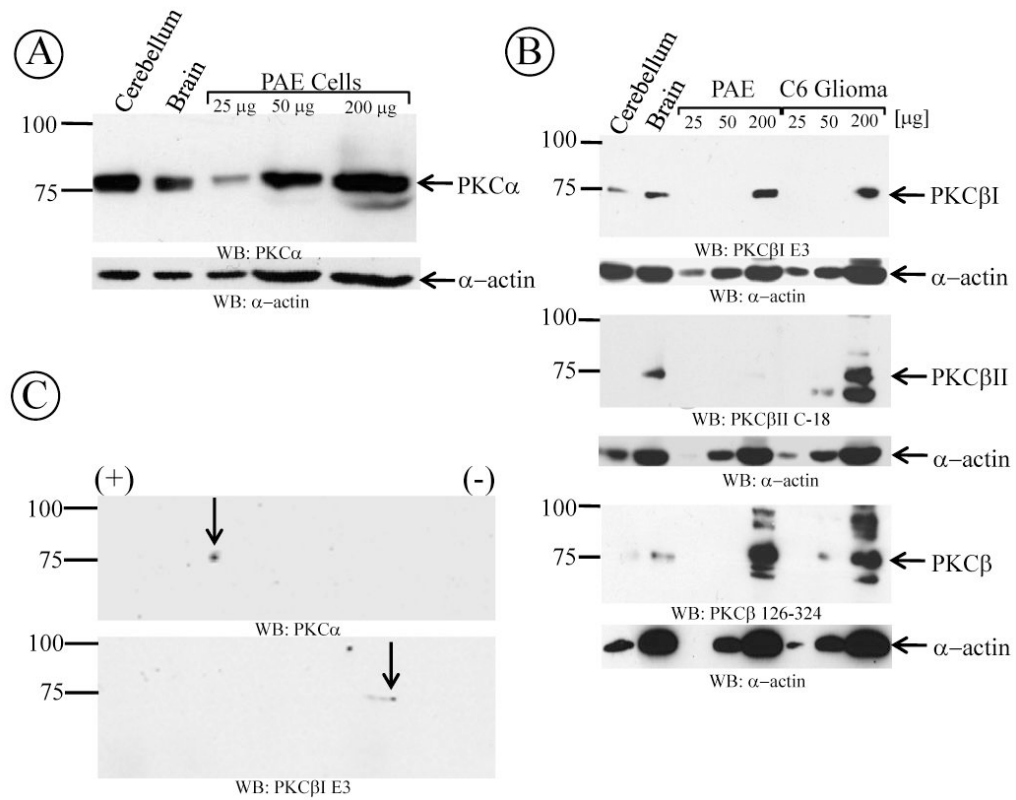 A
Cerebellum
Brain
PAE Cells
25 μg 50 μg 200 μg
100
75
PKCα
WB: PKCα
α−actin
WB: α−actin
B
Cerebellum
Brain
PAE C6 Glioma
25 50 200 25 50 200 [μg]
100
75
PKCβI
WB: PKCβI E3
α−actin
WB: α−actin
100
75
PKCβII
WB: PKCβII C-18
α−actin
WB: α−actin
100
75
PKCβ
WB: PKCβ 126-324
α−actin
WB: α−actin
C
(+) (-)
100
75
WB: PKCα
100
75
WB: PKCβI E3